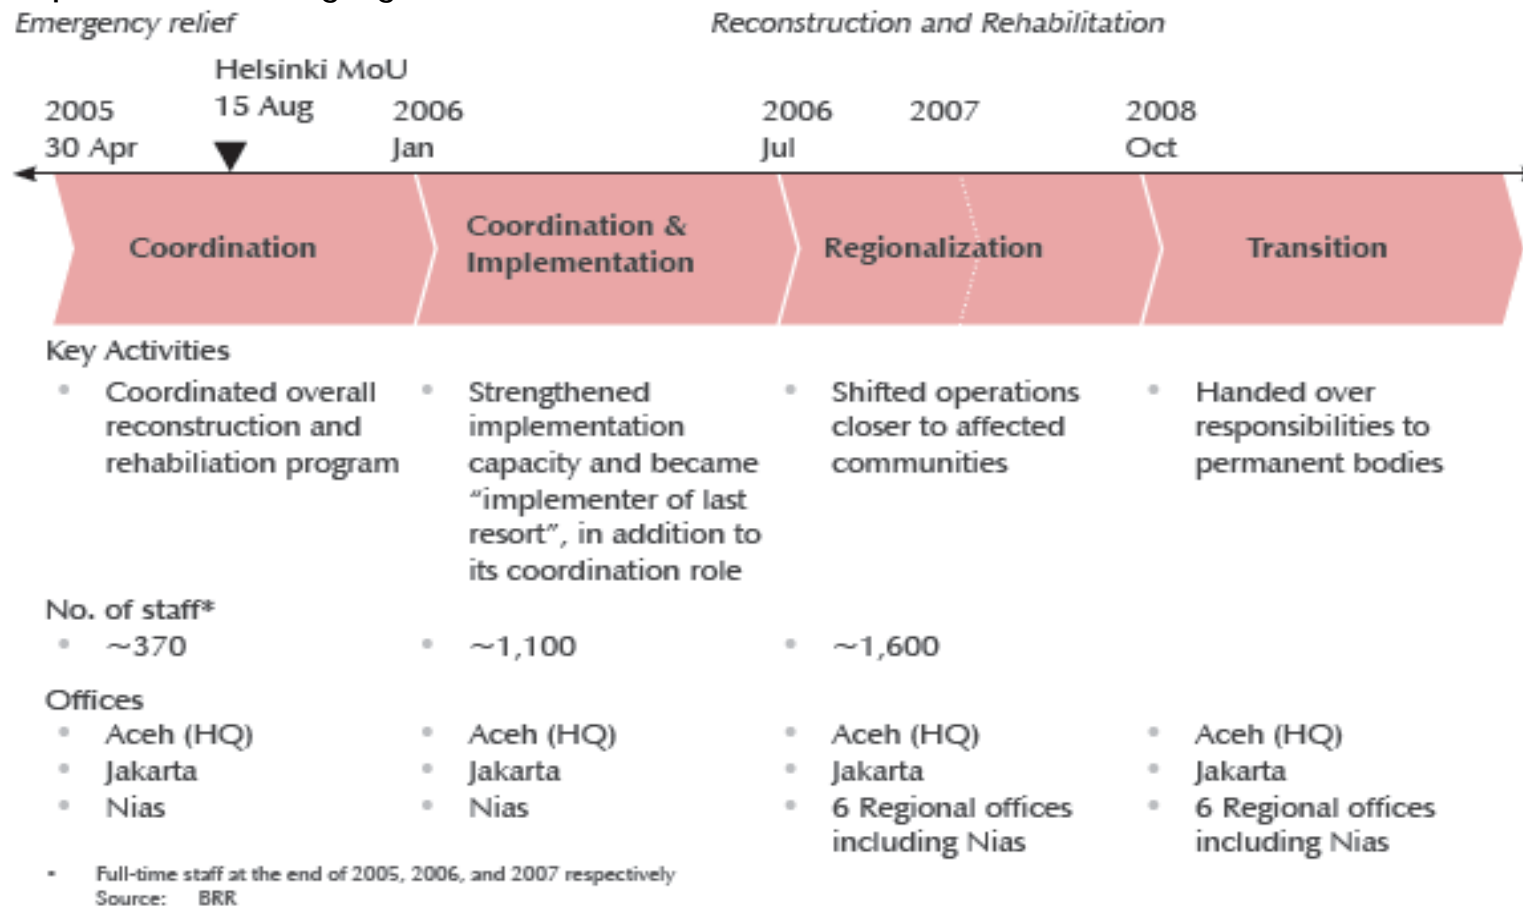 Emergency relief
Reconstruction and Rehabilitation
Helsinki MoU
15 Aug
2005
30 Apr
2006
Jan
2006
Jul
2007
2008
Oct
Coordination
Coordination &
Implementation
Regionalization
Transition
Key Activities
• Coordinated overall
reconstruction and
rehabiliation program
• Strengthened
implementation
capacity and became
“implementer of last
resort”, in addition to
its coordination role
• Shifted operations
closer to affected
communities
• Handed over
responsibilities to
permanent bodies
No. of staff*
• ~370
• ~1,100
• ~1,600
Offices
• Aceh (HQ)
• Jakarta
• Nias
• Aceh (HQ)
• Jakarta
• Nias
• Aceh (HQ)
• Jakarta
• 6 Regional offices
including Nias
• Aceh (HQ)
• Jakarta
• 6 Regional offices
including Nias
• Full-time staff at the end of 2005, 2006, and 2007 respectively
Source: BRR